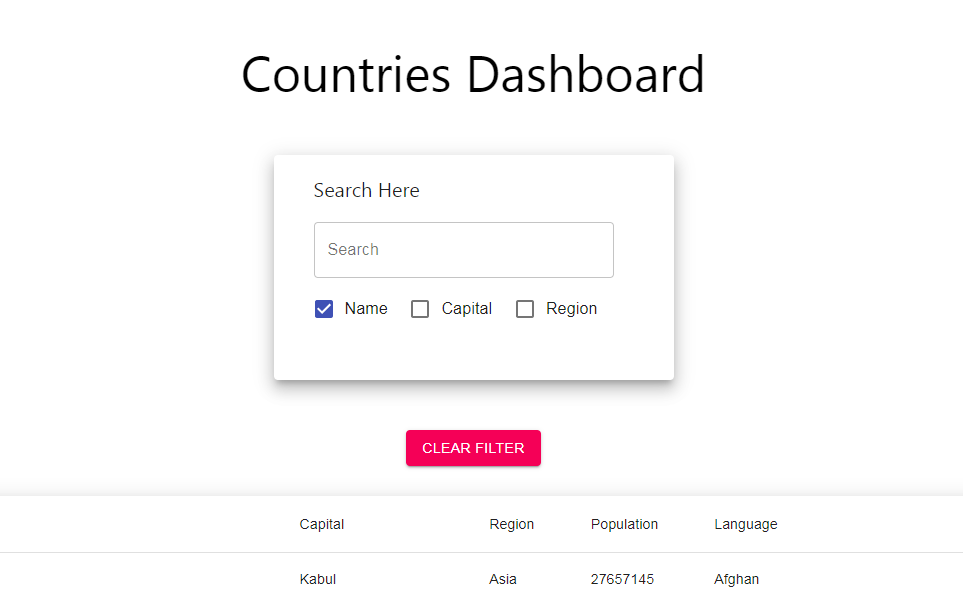 Countries Dashboard
Search Here
Search
Name Capital Region
CLEAR FILTER
Capital Region Population Language
Kabul Asia 27657145 Afghan